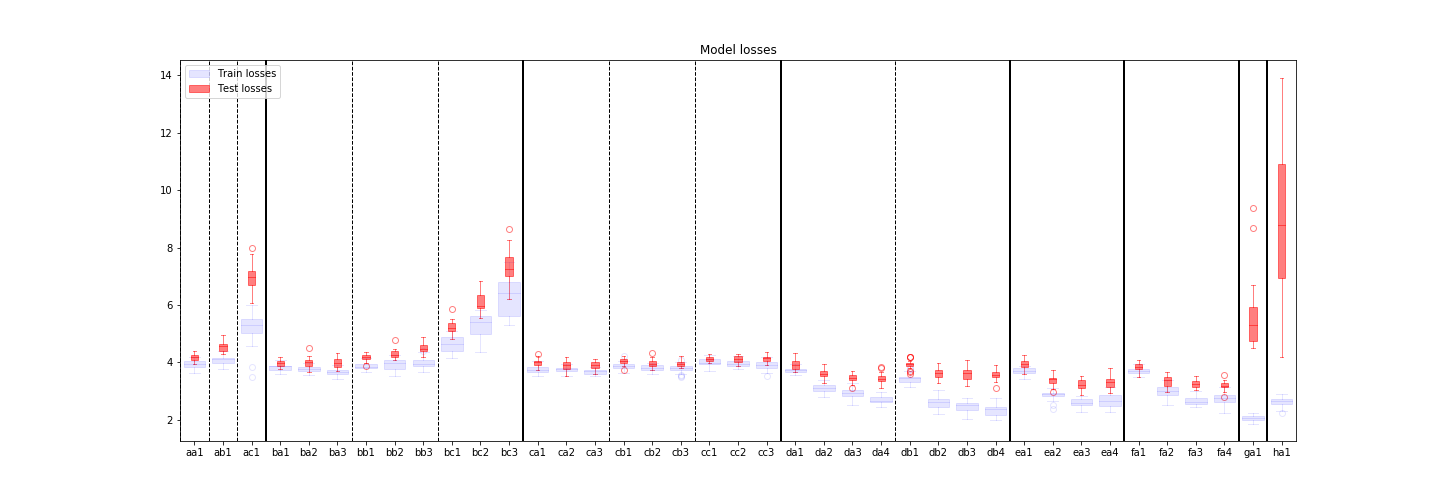 Model losses
Train losses
Test losses
14
12
10
8
6
4
2
aa1 ab1 ac1 ba1 ba2 ba3 bb1 bb2 bb3 bc1 bc2 bc3 ca1 ca2 ca3 cb1 cb2 cb3 cc1 cc2 cc3 da1 da2 da3 da4 db1 db2 db3 db4 ea1 ea2 ea3 ea4 fa1 fa2 fa3 fa4 ga1 ha1